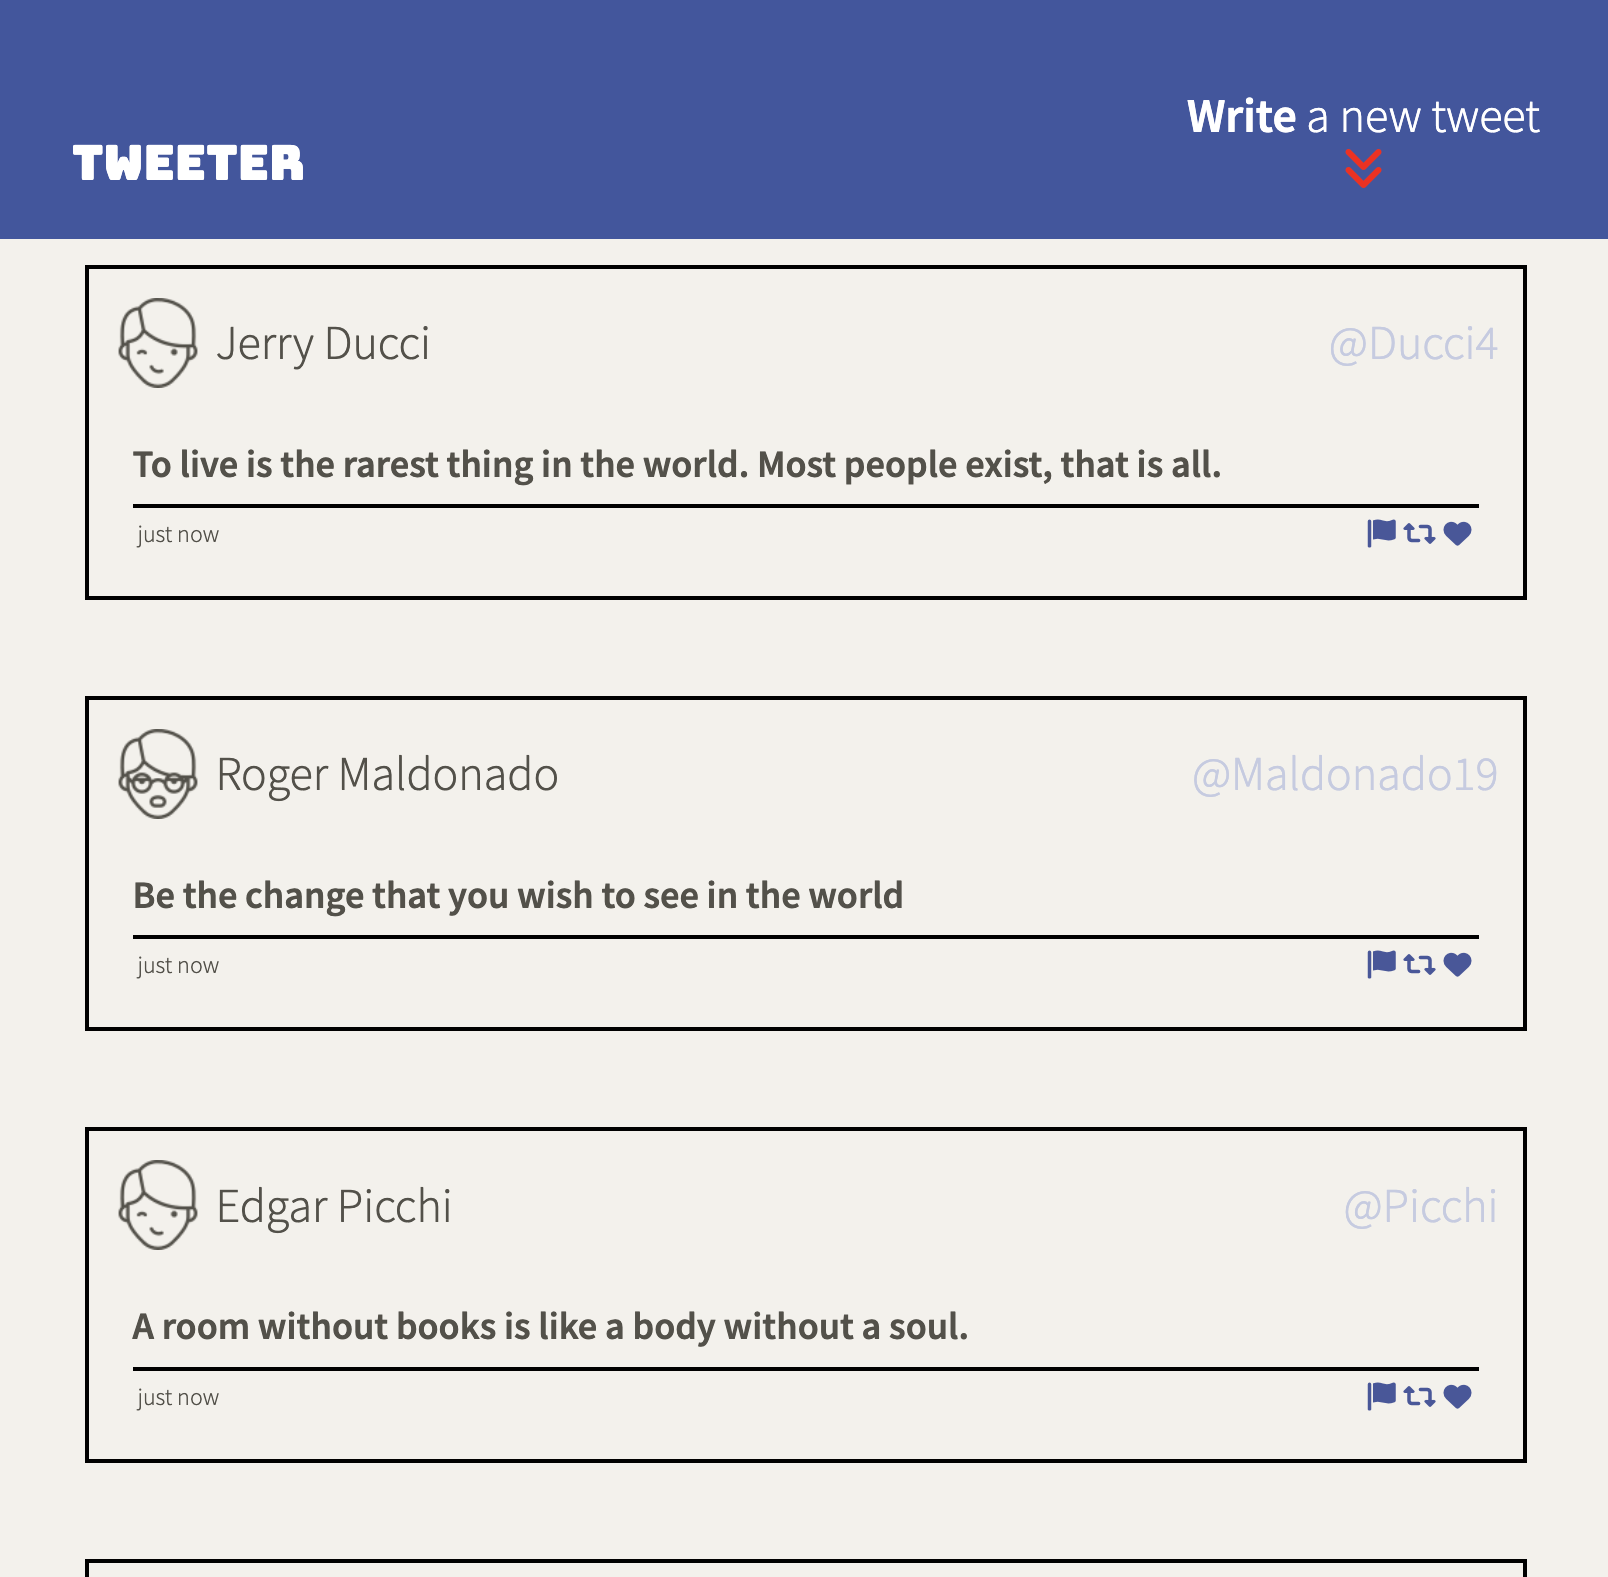 Write a new tweet
TWEETER
Jerry Ducci
@Ducci4
To live is the rarest thing in the world. Most people exist, that is all.
just now
Roger Maldonado
@Maldonado19
Be the change that you wish to see in the world
just now
Edgar Picchi
@Picchi
A room without books is like a body without a soul.
just now